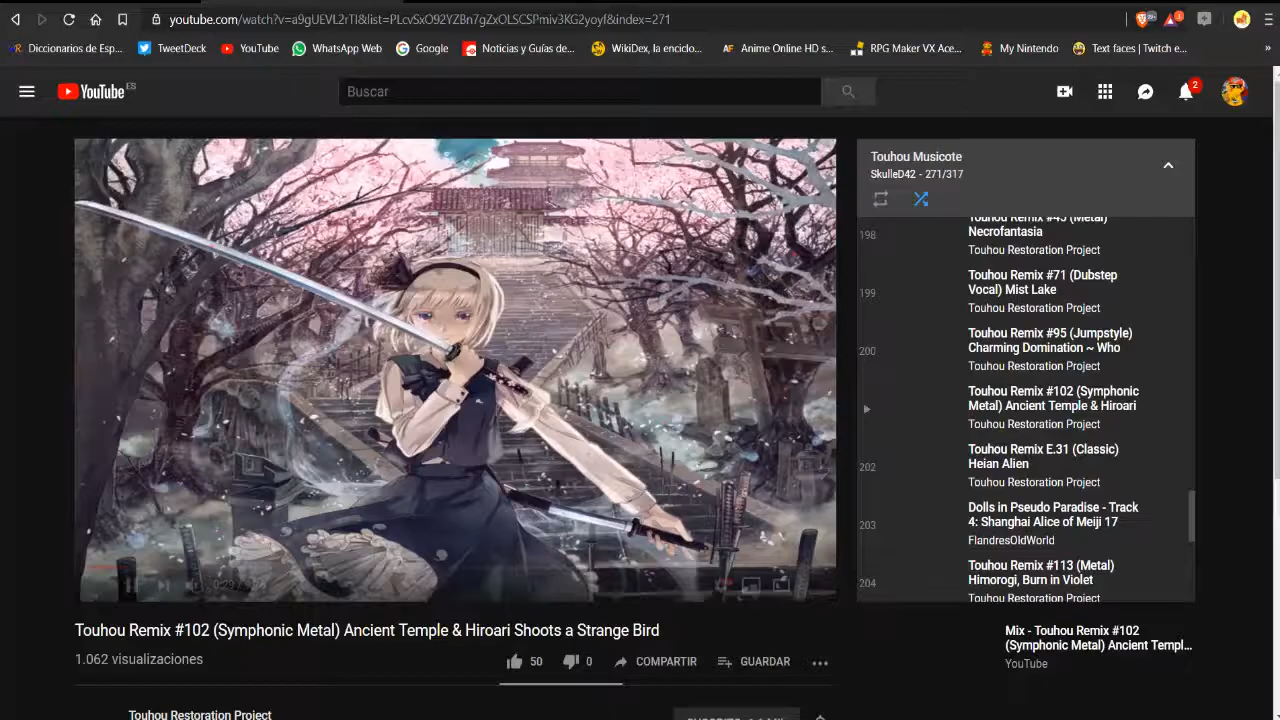 youtube.com/watch?v=a9gUEVL2rTI&list=PLcvSxO92YZBn7gZxOLSCSPmiv3KG2yoyf&index=271
Diccionarios de Esp...
TweetDeck
YouTube
WhatsApp Web
Google
Noticias y Guías de...
WikiDex, la enciclo...
AF Anime Online HD s...
RPG Maker VX Ace...
My Nintendo
Text faces | Twitch e...
»
YouTube ES
Buscar
2
Touhou Musicote
SkulleD42 - 271/317
198
Touhou Remix #45 (Metal)
Necrofantasia
Touhou Restoration Project
199
Touhou Remix #71 (Dubstep
Vocal) Mist Lake
Touhou Restoration Project
200
Touhou Remix #95 (Jumpstyle)
Charming Domination ~ Who
Touhou Restoration Project
Touhou Remix #102 (Symphonic
Metal) Ancient Temple & Hiroari
Touhou Restoration Project
202
Touhou Remix E.31 (Classic)
Heian Alien
Touhou Restoration Project
203
Dolls in Pseudo Paradise - Track
4: Shanghai Alice of Meiji 17
FlandresOldWorld
204
Touhou Remix #113 (Metal)
Himorogi, Burn in Violet
Touhou Restoration Project
Touhou Remix #102 (Symphonic Metal) Ancient Temple & Hiroari Shoots a Strange Bird
1.062 visualizaciones
50
0
COMPARTIR
GUARDAR
Mix - Touhou Remix #102
(Symphonic Metal) Ancient Templ...
YouTube
Touhou Restoration Project